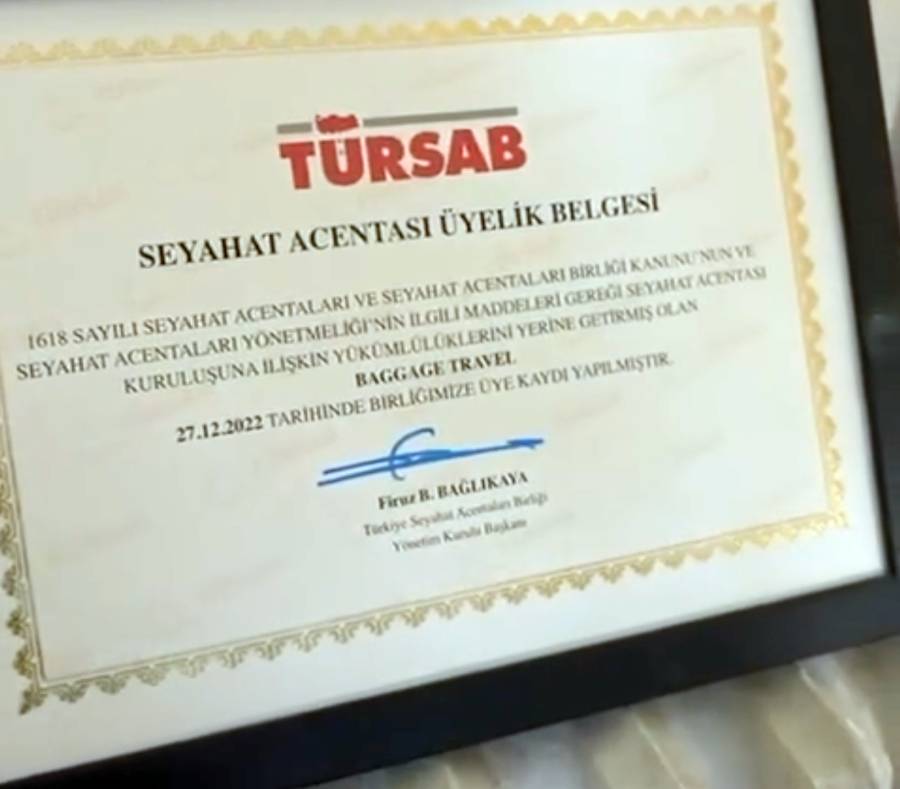 TÜRSAB
SEYAHAT ACENTASI ÜYELİK BELGESİ
1618 SAYILI SEYAHAT ACENTALARI VE SEYAHAT ACENTALARI BİRLİĞİ KANUNU'NUN VE
SEYAHAT ACENTALARI YÖNETMELİĞİ'NİN İLGİLİ MADDELERİ GEREĞİ SEYAHAT ACENTASI
KURULUŞUNA İLİŞKİN YÜKÜMLÜLÜKLERİNİ YERİNE GETİRMİŞ OLAN
BAGGAGE TRAVEL
27.12.2022 TARİHİNDE BİRLİĞİMİZE ÜYE KAYDI YAPILMIŞTIR.
Firuz B. BAĞLIKAYA
Türkiye Seyahat Acentaları Birliği
Yönetim Kurulu Başkanı